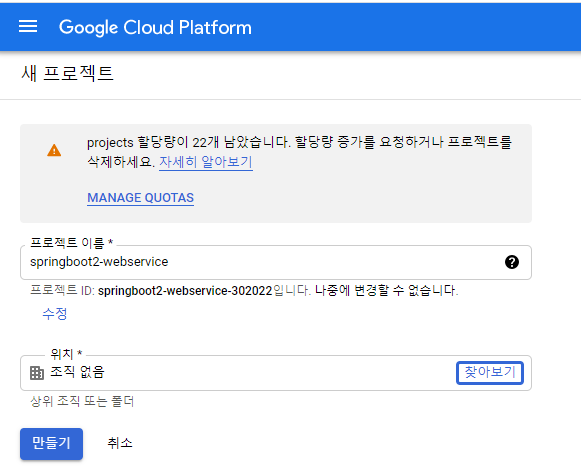 Google Cloud Platform
새 프로젝트
projects 할당량이 22개 남았습니다. 할당량 증가를 요청하거나 프로젝트를
삭제하세요. 자세히 알아보기
MANAGE QUOTAS
프로젝트 이름 *
springboot2-webservice
프로젝트 ID: springboot2-webservice-302022입니다. 나중에 변경할 수 없습니다.
수정
위치 *
조직 없음 찾아보기
상위 조직 또는 폴더
만들기 취소